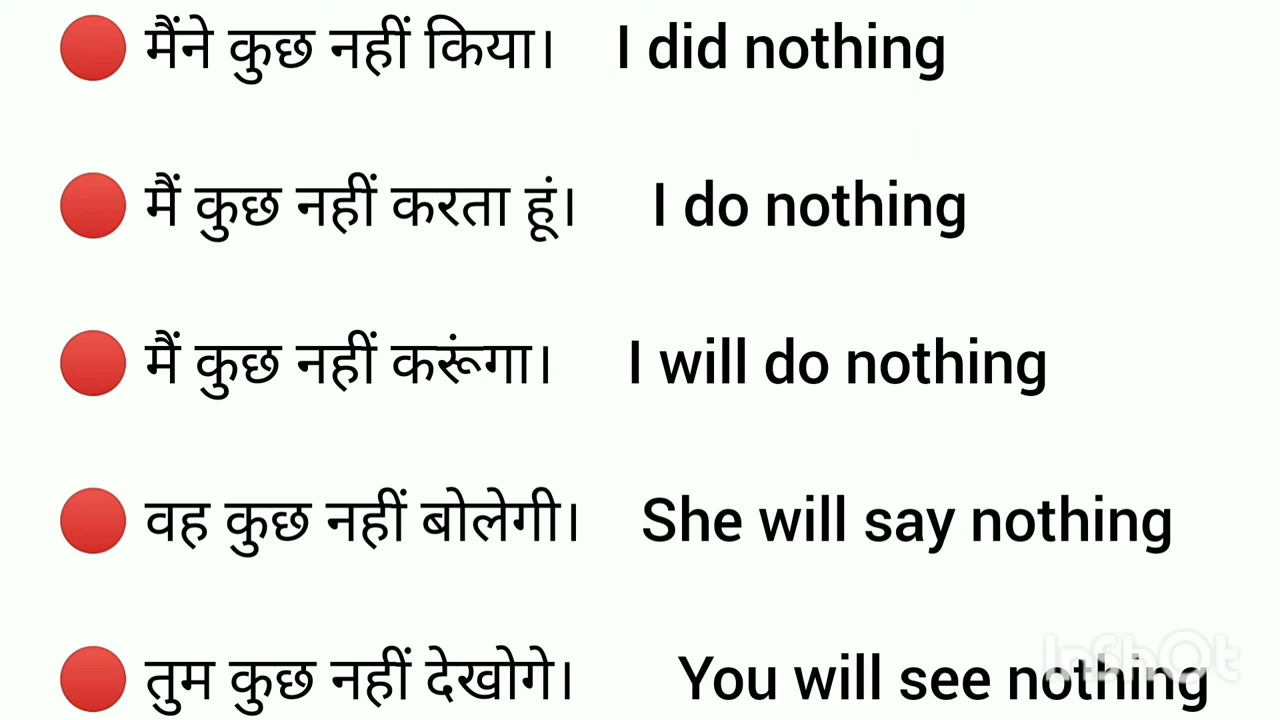 मैंने कुछ नहीं किया। I did nothing
मैं कुछ नहीं करता हूं। I do nothing
मैं कुछ नहीं करूंगा। I will do nothing
वह कुछ नहीं बोलेगी। She will say nothing
तुम कुछ नहीं देखोगे। You will see nothing
InShOt